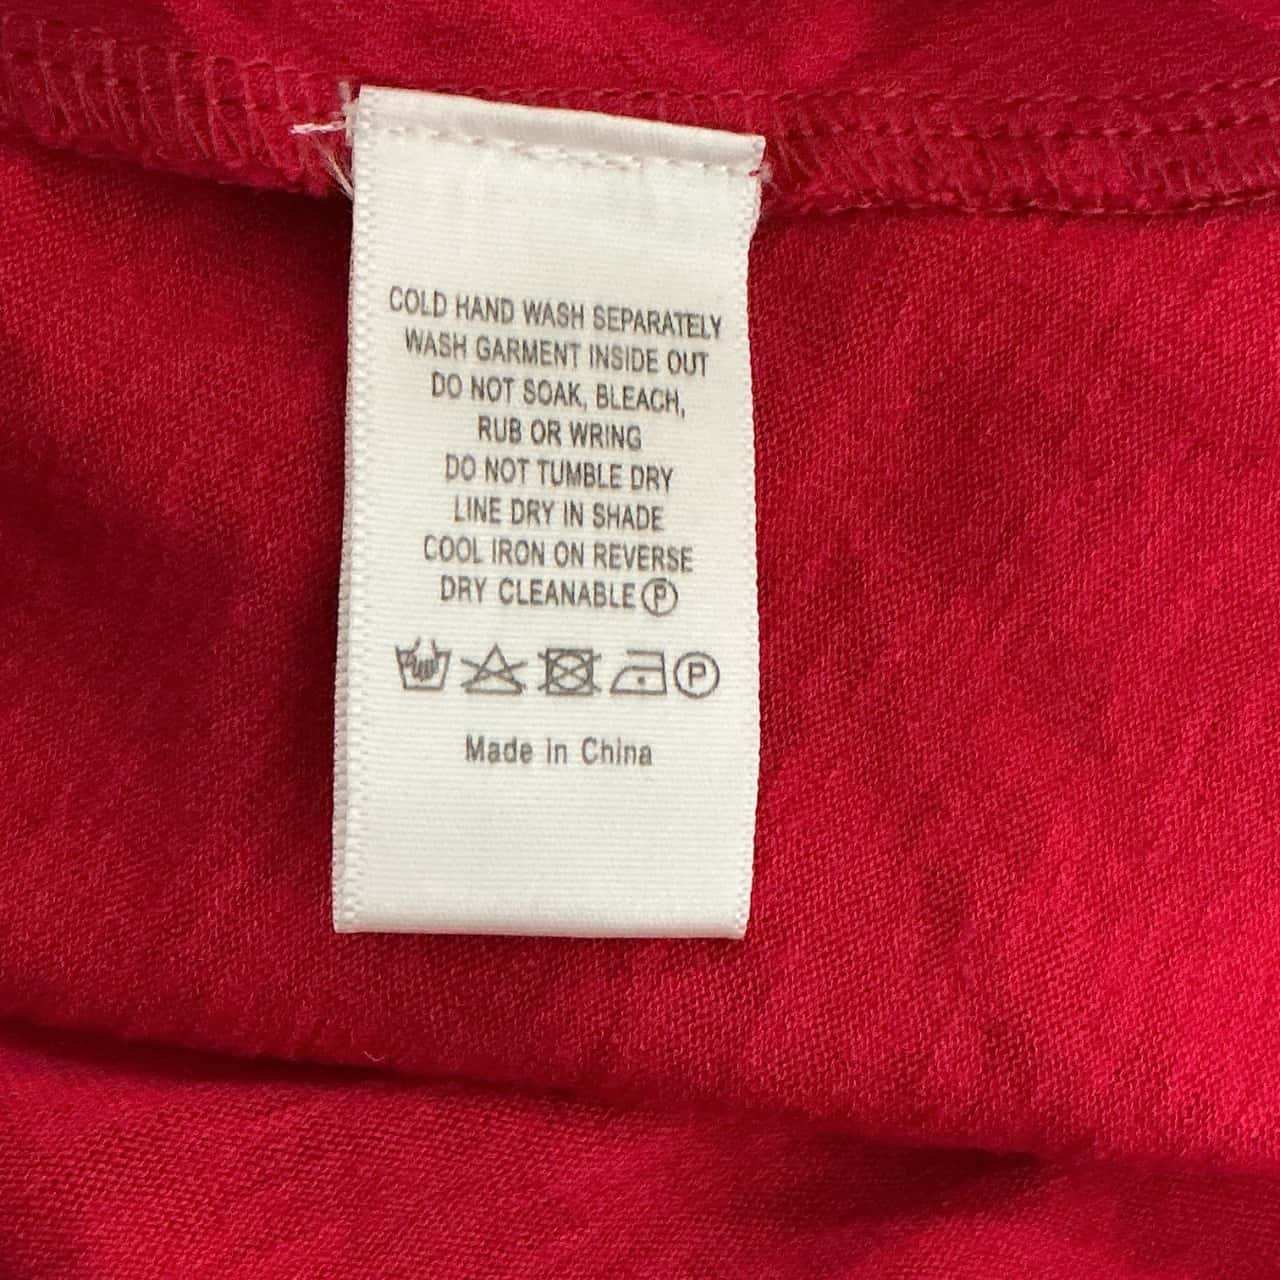 COLD HAND WASH SEPARATELY
WASH GARMENT INSIDE OUT
DO NOT SOAK, BLEACH,
RUB OR WRING
DO NOT TUMBLE DRY
LINE DRY IN SHADE
COOL IRON ON REVERSE
DRY CLEANABLE Ⓟ
Ⓟ
Made in China